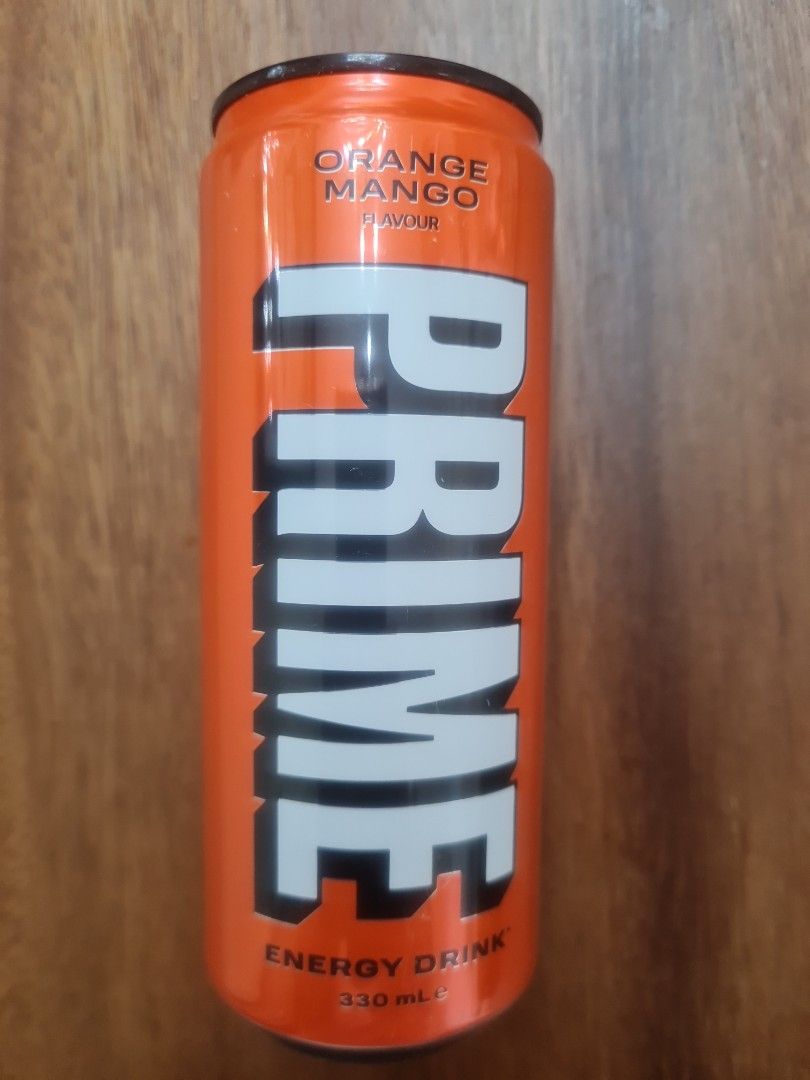 ORANGE
MANGO
FLAVOUR
PRIME
ENERGY DRINK
330 mL e